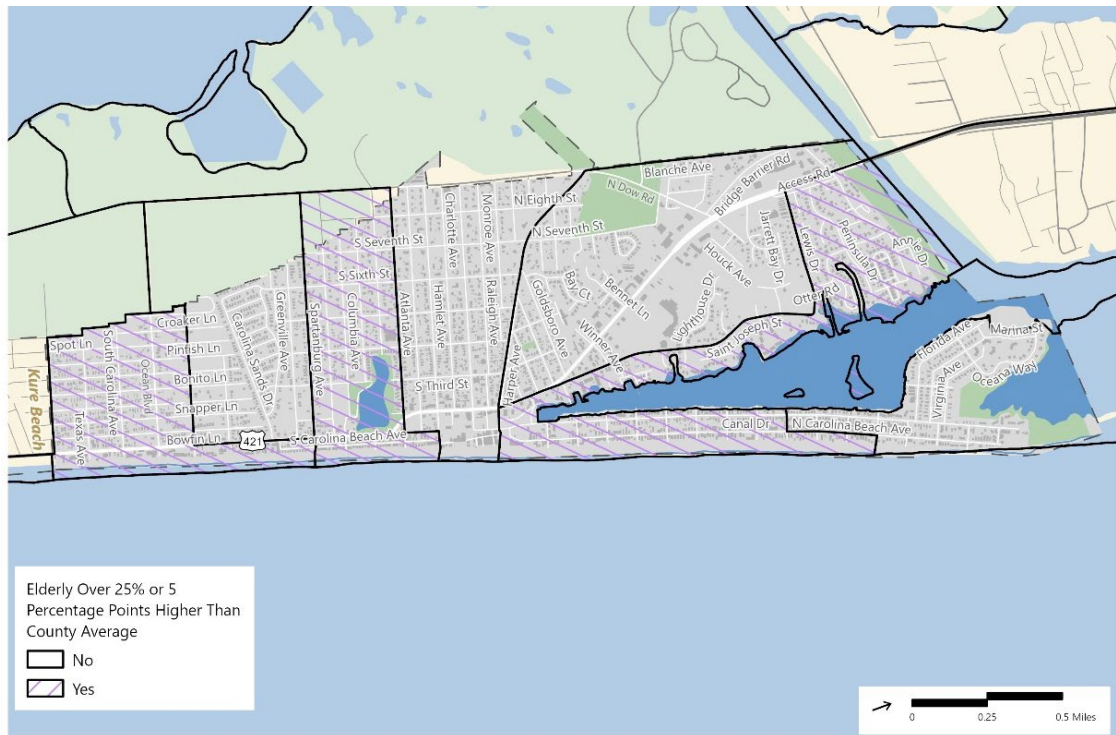 Blanche Ave
Bridge Barrier Rd
Access Rd
N Dow Rd
N Eighth St
Charlotte Ave
Monroe Ave
N Seventh St
S Seventh St
Jarrett Bay Dr
Lewis Dr
Peninsula Dr
Annie Dr
Houck Ave
S Sixth St
Bay Ct
Bennet Ln
Goldsboro Ave
Lighthouse Dr
Otter Rd
Greenville Ave
Columbia Ave
Spartanburg Ave
Atlanta Ave
Hamlet Ave
Raleigh Ave
Winner Ave
Saint Joseph St
Croaker Ln
Spot Ln
Pinfish Ln
South Carolina Ave
Ocean Blvd
Carolina Sands Dr
Florida Ave
Marina St
Oceana Way
Virginia Ave
Kure Beach
Bonito Ln
S Third St
Harper Ave
Snapper Ln
Texas Ave
Bowfin Ln
421
S Carolina Beach Ave
Canal Dr
N Carolina Beach Ave
Elderly Over 25% or 5
Percentage Points Higher Than
County Average
No
Yes
0
0.25
0.5 Miles